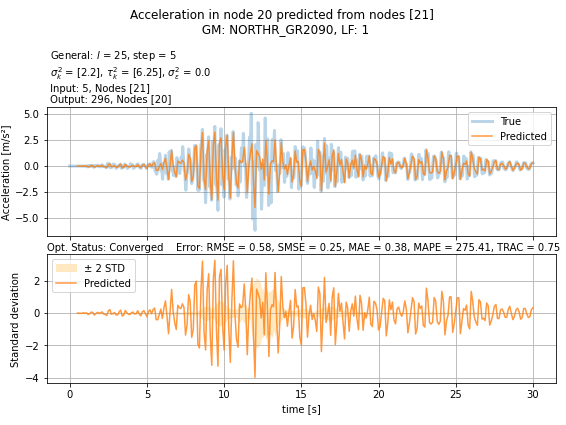 Acceleration in node 20 predicted from nodes [21]
GM: NORTHR_GR2090, LF: 1
General: l = 25, step = 5
σ²ₖ = [2.2], τ²ₖ = [6.25], σ²ε = 0.0
Input: 5, Nodes [21]
Output: 296, Nodes [20]
Acceleration [m/s²]
5.0
2.5
0.0
−2.5
−5.0
True
Predicted
Opt. Status: Converged Error: RMSE = 0.58, SMSE = 0.25, MAE = 0.38, MAPE = 275.41, TRAC = 0.75
Standard deviation
2
0
−2
−4
± 2 STD
Predicted
0 5 10 15 20 25 30
time [s]